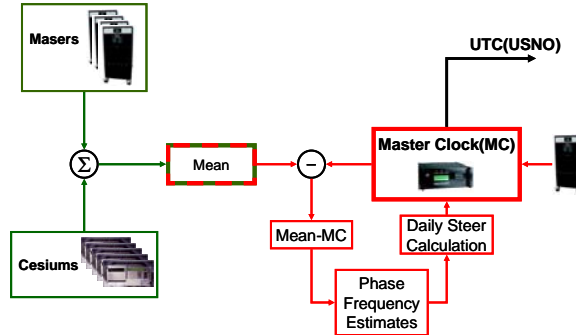 Masers
UTC(USNO)
Master Clock(MC)
Σ
Mean
−
Mean-MC
Daily Steer
Calculation
Cesiums
Phase
Frequency
Estimates